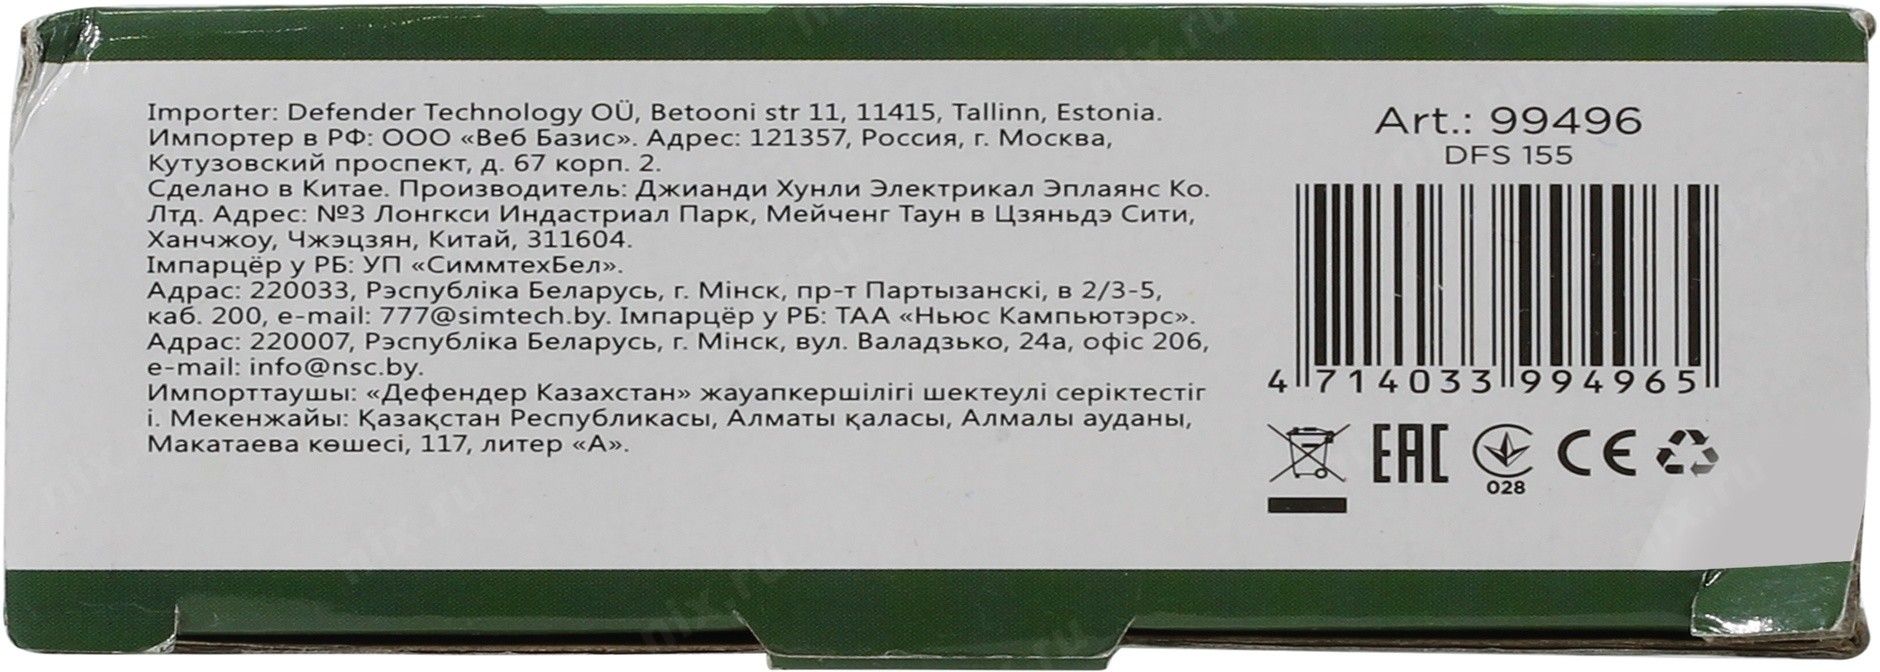 Importer: Defender Technology OÜ, Betooni str 11, 11415, Tallinn, Estonia.
Импортер в РФ: ООО «Веб Базис». Адрес: 121357, Россия, г. Москва,
Кутузовский проспект, д. 67 корп. 2.
Сделано в Китае. Производитель: Джианди Хунли Электрикал Эплаянс Ко.
Лтд. Адрес: №3 Лонгкси Индастриал Парк, Мейченг Таун в Цзяньдэ Сити,
Ханчжоу, Чжэцзян, Китай, 311604.
Імпарцёр у РБ: УП «СиммтехБел».
Адрас: 220033, Рэспубліка Беларусь, г. Мінск, пр-т Партызанскі, в 2/3-5,
каб. 200, e-mail: 777@simtech.by. Імпарцёр у РБ: ТАА «Ньюс Кампьютэрс».
Адрас: 220007, Рэспубліка Беларусь, г. Мінск, вул. Валадзько, 24а, офіс 206,
e-mail: info@nsc.by.
Импорттаушы: «Дефендер Казахстан» жауапкершілігі шектеулі серіктестіг
і. Мекенжайы: Қазақстан Республикасы, Алматы қаласы, Алмалы ауданы,
Макатаева көшесі, 117, литер «А».
Art.: 99496
DFS 155
4 714033 994965
EAC CE
028
nix.ru